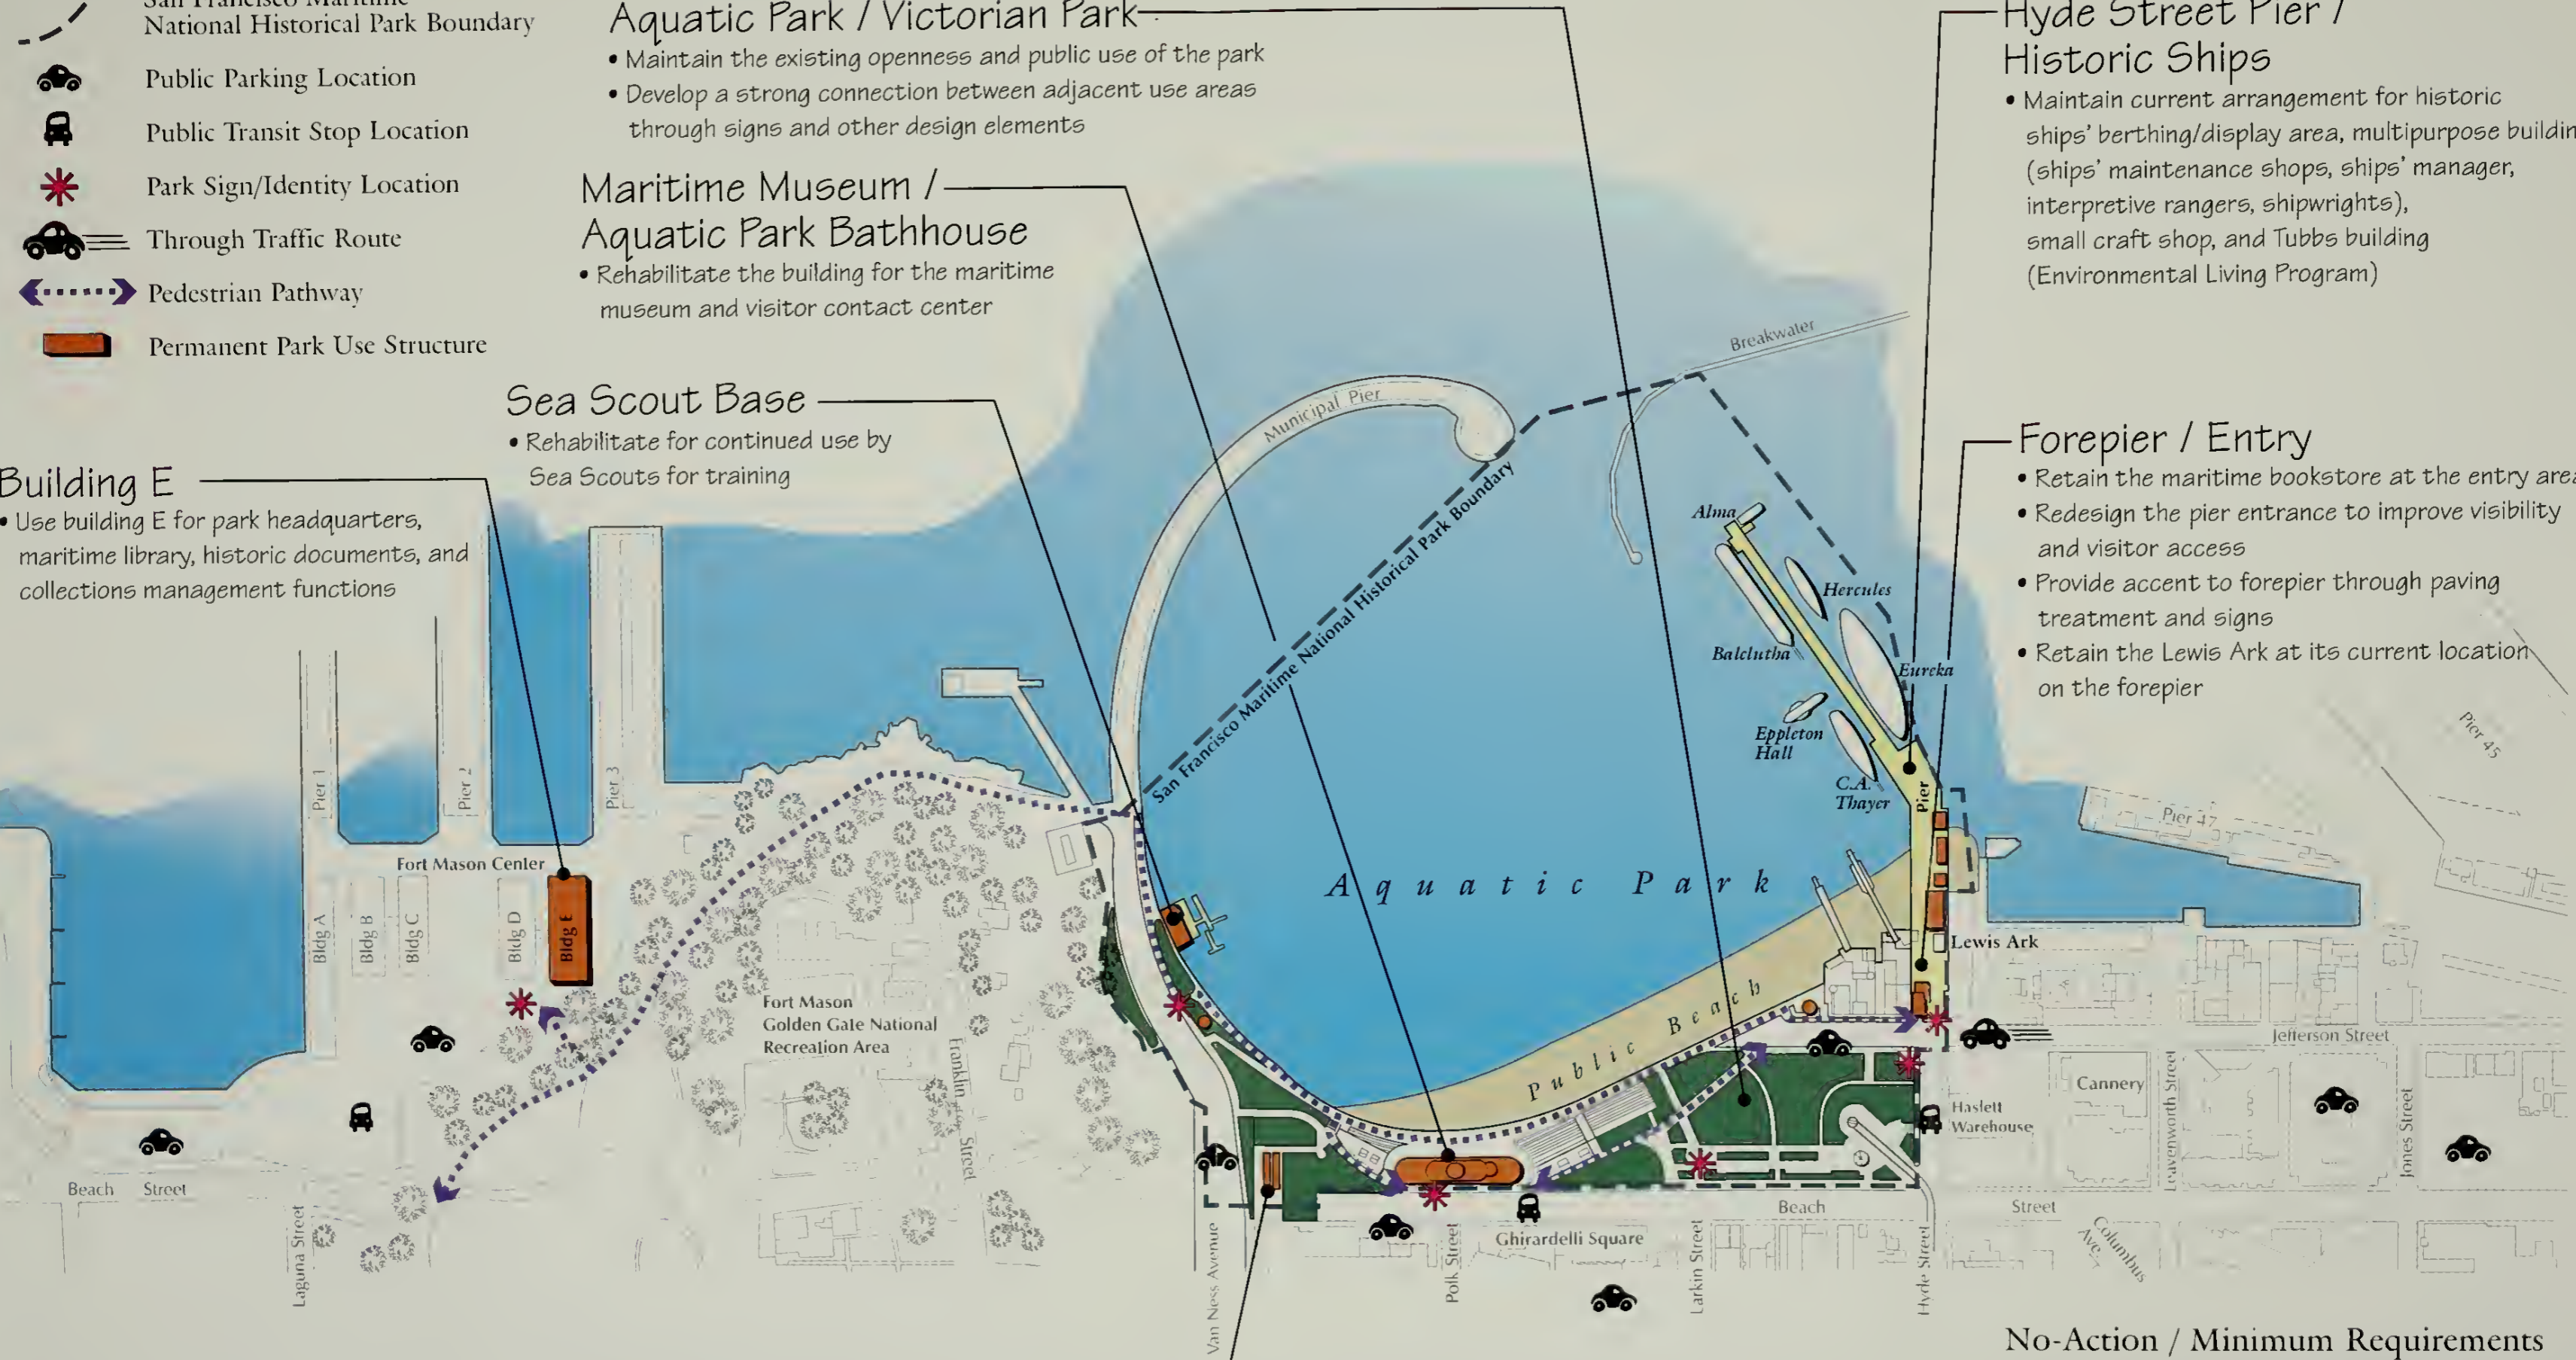 San Francisco Maritime
National Historical Park Boundary
Public Parking Location
Public Transit Stop Location
Park Sign/Identity Location
Through Traffic Route
Pedestrian Pathway
Permanent Park Use Structure
Aquatic Park / Victorian Park
• Maintain the existing openness and public use of the park
• Develop a strong connection between adjacent use areas
through signs and other design elements
Maritime Museum /
Aquatic Park Bathhouse
• Rehabilitate the building for the maritime
museum and visitor contact center
Sea Scout Base
• Rehabilitate for continued use by
Sea Scouts for training
Building E
• Use building E for park headquarters,
maritime library, historic documents, and
collections management functions
Hyde Street Pier /
Historic Ships
• Maintain current arrangement for historic
ships' berthing/display area, multipurpose buildin
(ships' maintenance shops, ships' manager,
interpretive rangers, shipwrights),
small craft shop, and Tubbs building
(Environmental Living Program)
Forepier / Entry
• Retain the maritime bookstore at the entry area
• Redesign the pier entrance to improve visibility
and visitor access
• Provide accent to forepier through paving
treatment and signs
• Retain the Lewis Ark at its current location
on the forepier
Breakwater
Municipal Pier
San Francisco Maritime National Historical Park Boundary
Alma
Hercules
Balclutha
Eureka
Eppleton
Hall
C.A.
Thayer
Pier
Pier 45
Pier 47
Pier 1
Pier 2
Pier 3
Fort Mason Center
Bldg A
Bldg B
Bldg C
Bldg D
Bldg E
Aquatic Park
Lewis Ark
Public Beach
Fort Mason
Golden Gate National
Recreation Area
Franklin
Street
Jefferson Street
Cannery
Haslett
Warehouse
Leavenworth Street
Jones Street
Beach Street
Laguna Street
Van Ness Avenue
Polk Street
Ghirardelli Square
Larkin Street
Beach
Hyde Street
Street
Columbus
Ave.
No-Action / Minimum Requirements